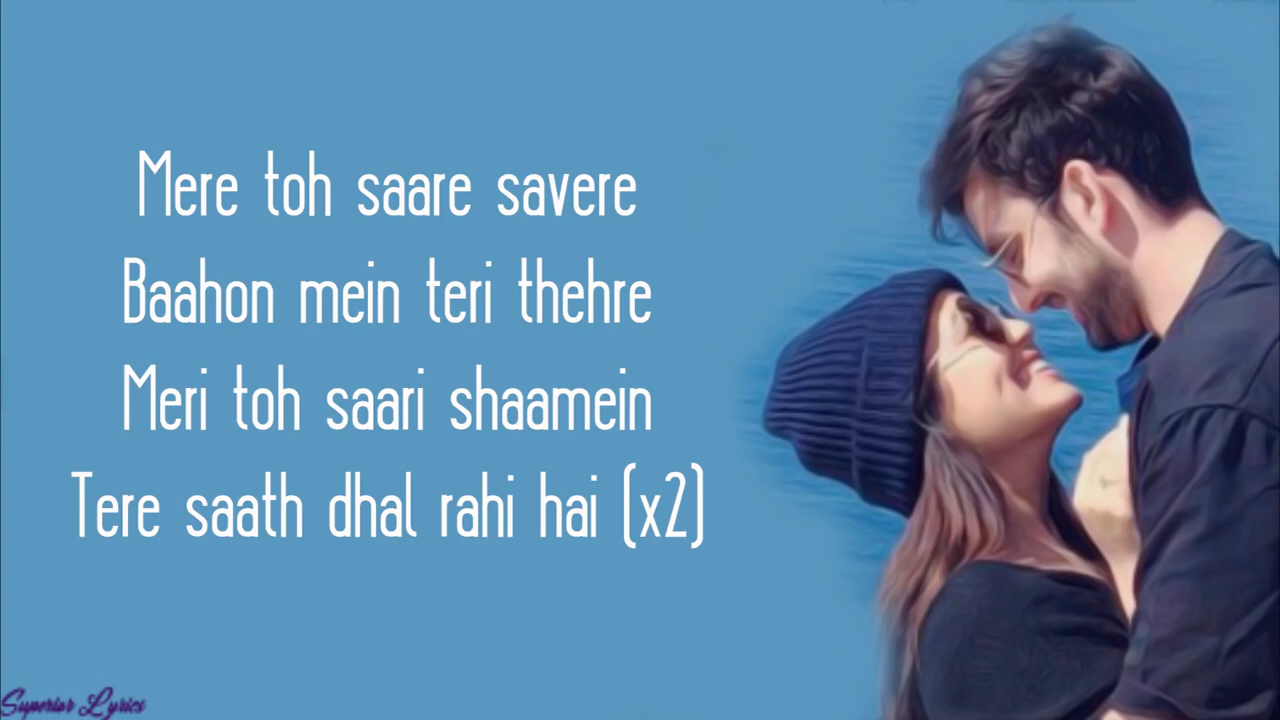 Mere toh saare savere
Baahon mein teri thehre
Meri toh saari shaamein
Tere saath dhal rahi hai (x2)
Superior Lyrics